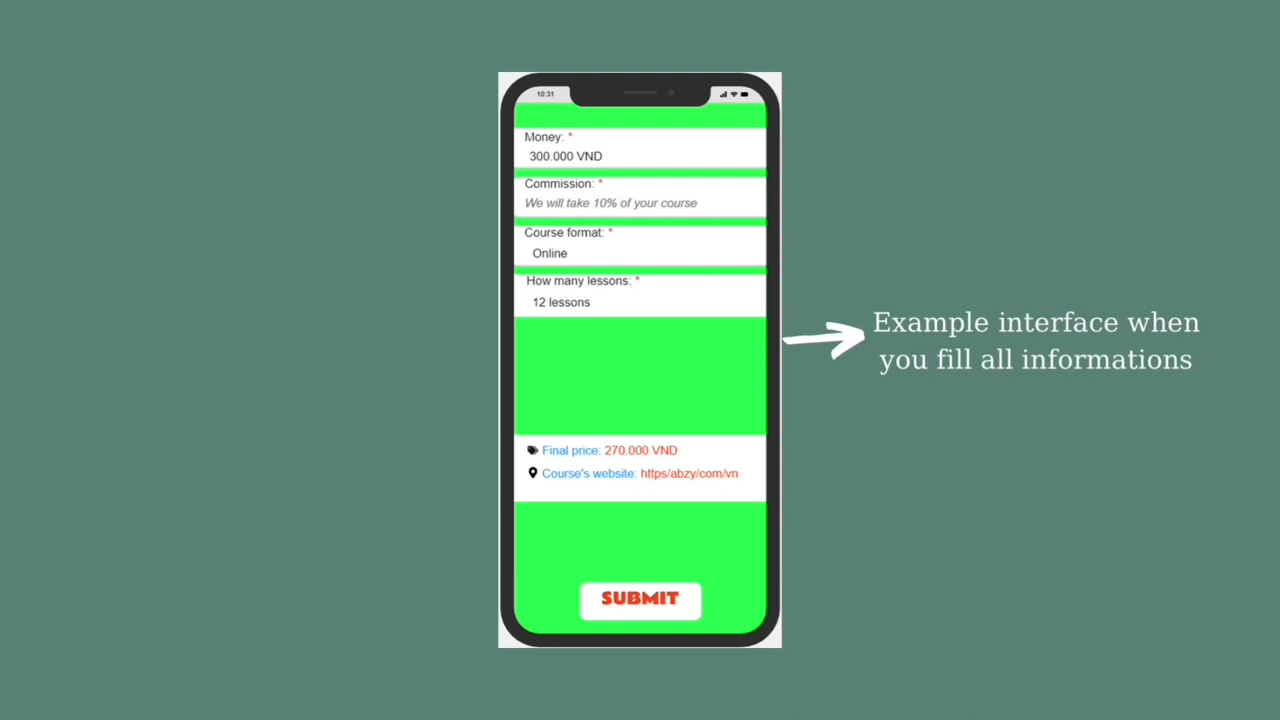 10:31
Money: *
300.000 VND
Commission: *
We will take 10% of your course
Course format: *
Online
How many lessons: *
12 lessons
Example interface when
you fill all informations
Final price: 270.000 VND
Course's website: https/abzy/com/vn
SUBMIT